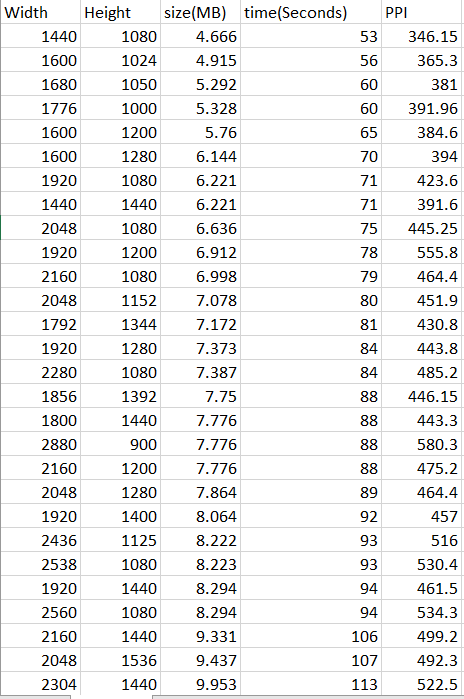 Width Height size(MB) time(Seconds) PPI
1440 1080 4.666 53 346.15
1600 1024 4.915 56 365.3
1680 1050 5.292 60 381
1776 1000 5.328 60 391.96
1600 1200 5.76 65 384.6
1600 1280 6.144 70 394
1920 1080 6.221 71 423.6
1440 1440 6.221 71 391.6
2048 1080 6.636 75 445.25
1920 1200 6.912 78 555.8
2160 1080 6.998 79 464.4
2048 1152 7.078 80 451.9
1792 1344 7.172 81 430.8
1920 1280 7.373 84 443.8
2280 1080 7.387 84 485.2
1856 1392 7.75 88 446.15
1800 1440 7.776 88 443.3
2880 900 7.776 88 580.3
2160 1200 7.776 88 475.2
2048 1280 7.864 89 464.4
1920 1400 8.064 92 457
2436 1125 8.222 93 516
2538 1080 8.223 93 530.4
1920 1440 8.294 94 461.5
2560 1080 8.294 94 534.3
2160 1440 9.331 106 499.2
2048 1536 9.437 107 492.3
2304 1440 9.953 113 522.5